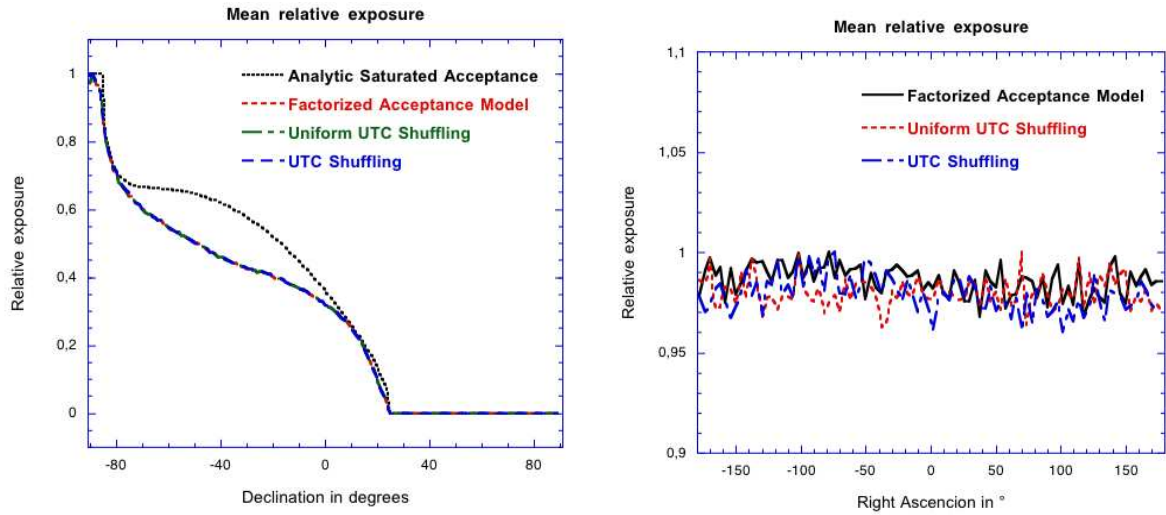 Mean relative exposure
1
0,8
0,6
0,4
0,2
0
-80
-40
0
40
80
Relative exposure
Declination in degrees
Analytic Saturated Acceptance
Factorized Acceptance Model
Uniform UTC Shuffling
UTC Shuffling
Mean relative exposure
1,1
1,05
1
0,95
0,9
-150
-100
-50
0
50
100
150
Relative exposure
Right Ascencion in °
Factorized Acceptance Model
Uniform UTC Shuffling
UTC Shuffling